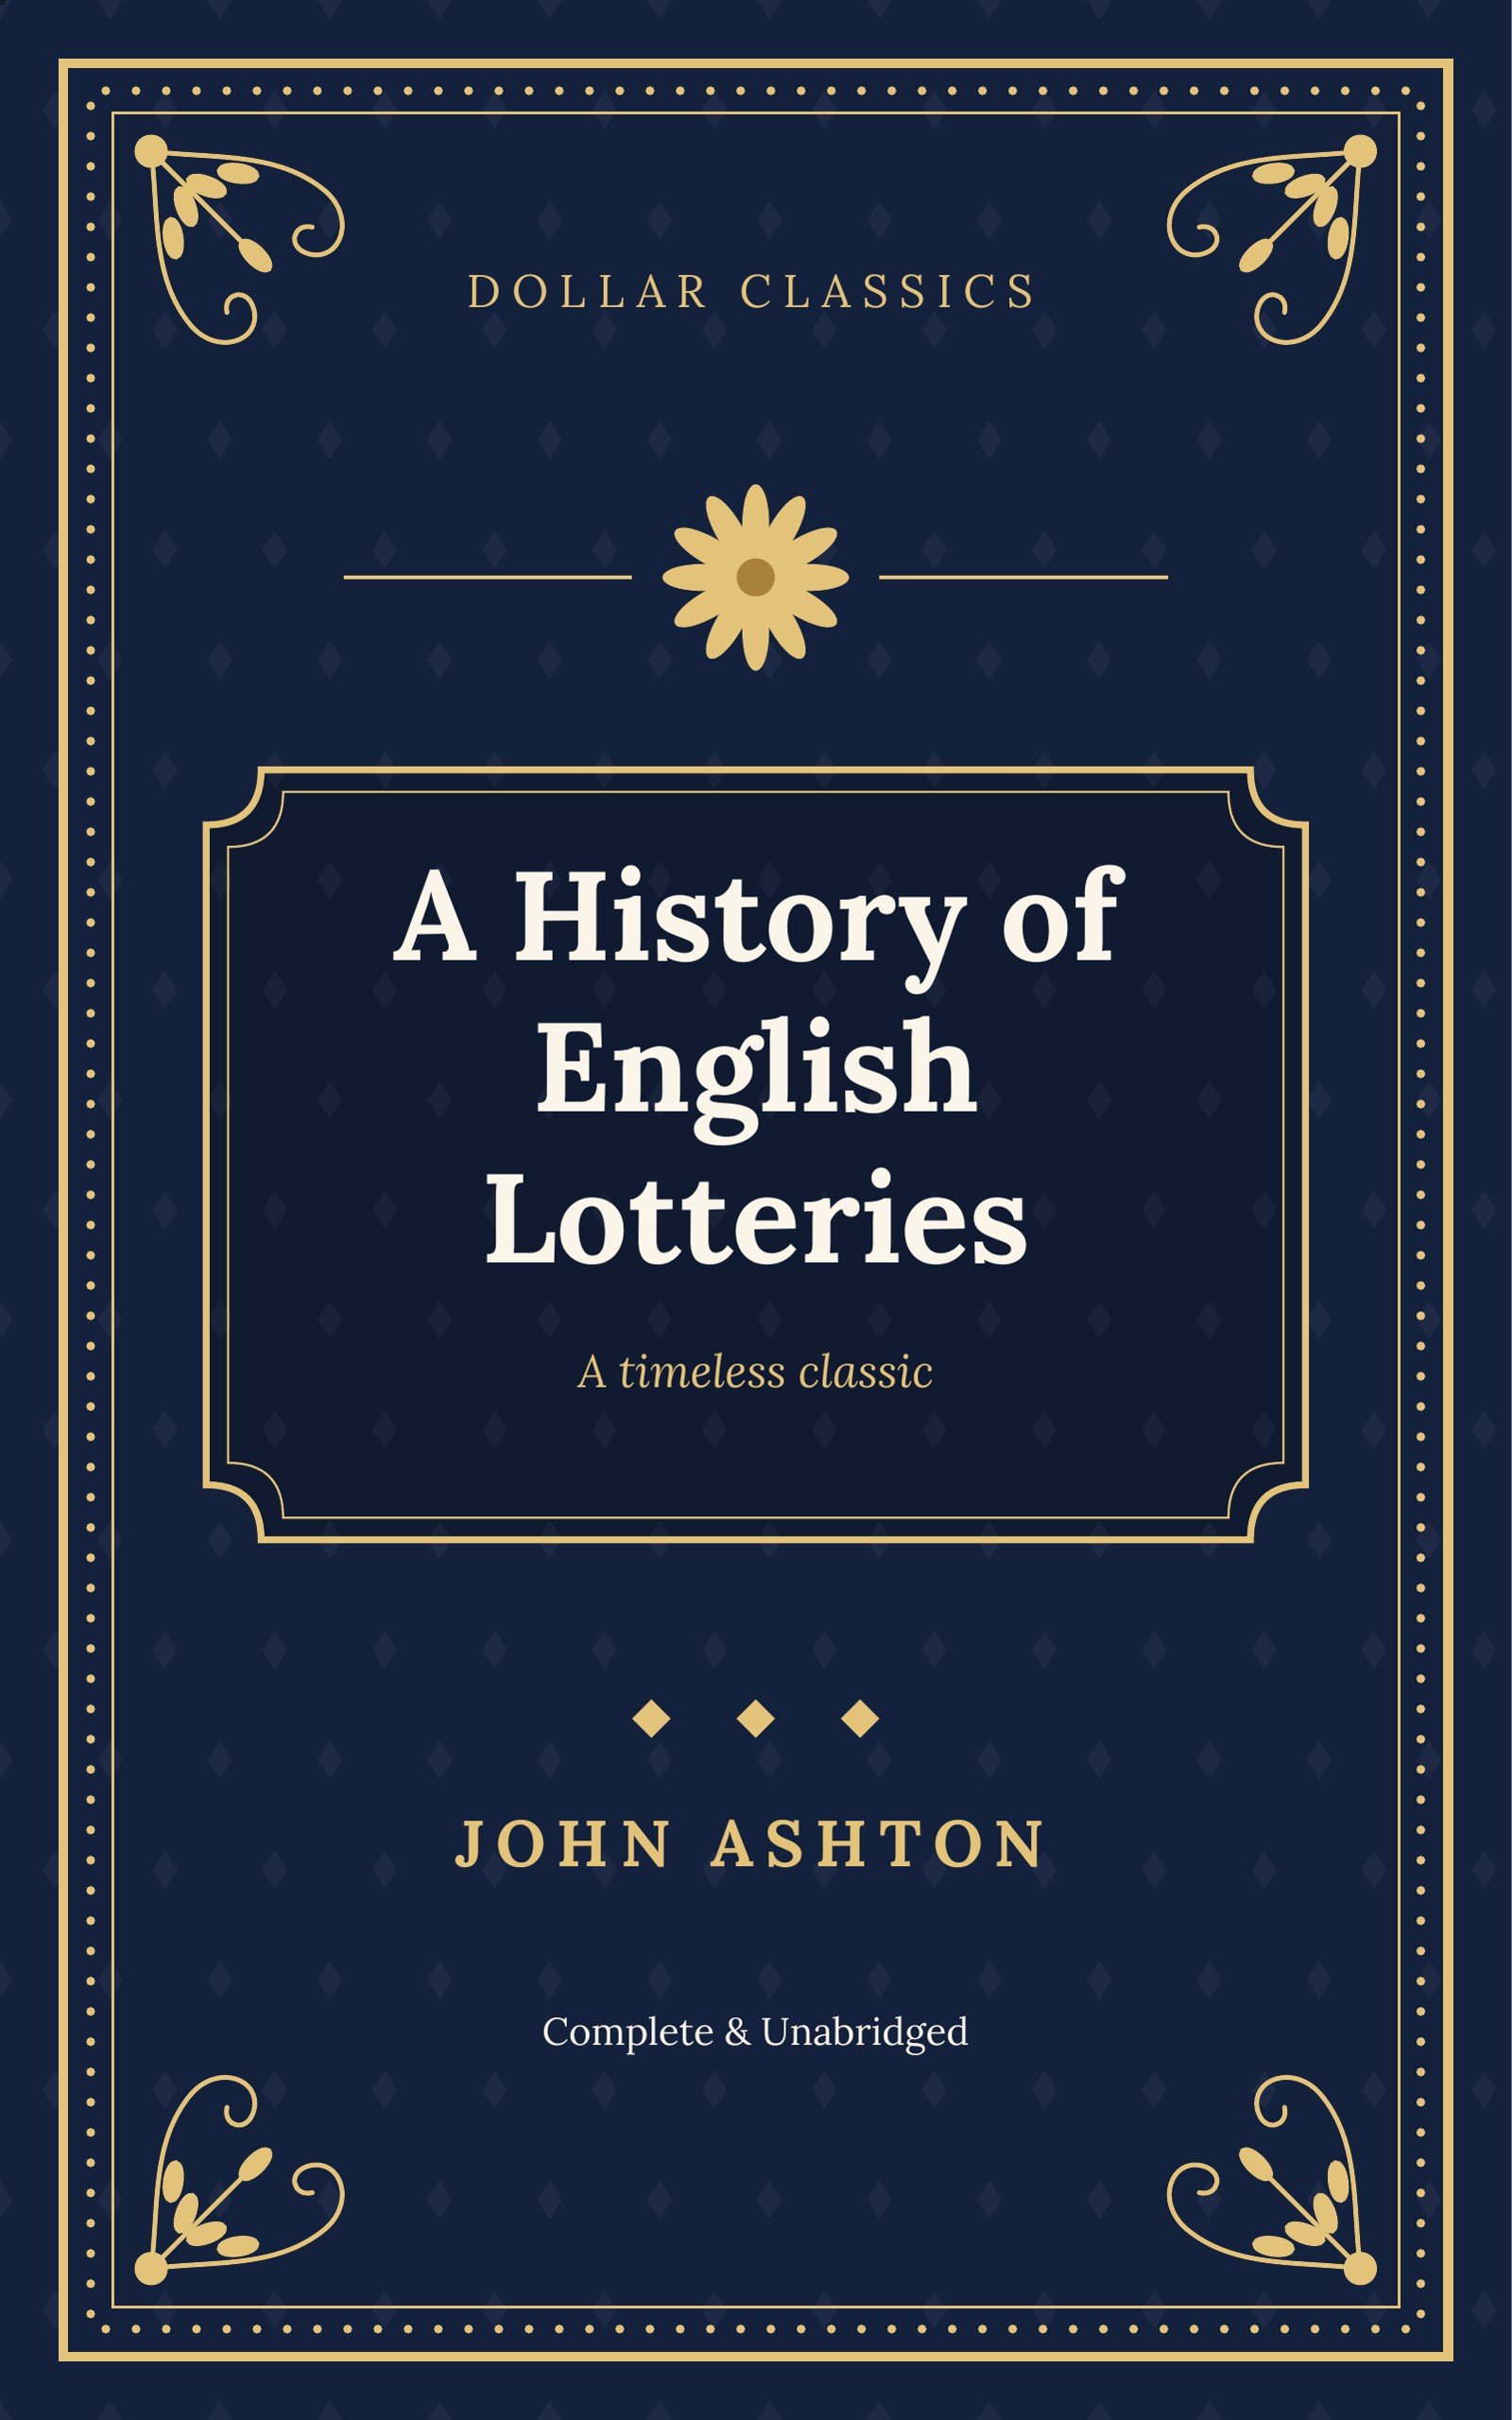 DOLLAR CLASSICS
A History of
English
Lotteries
A timeless classic
JOHN ASHTON
Complete & Unabridged